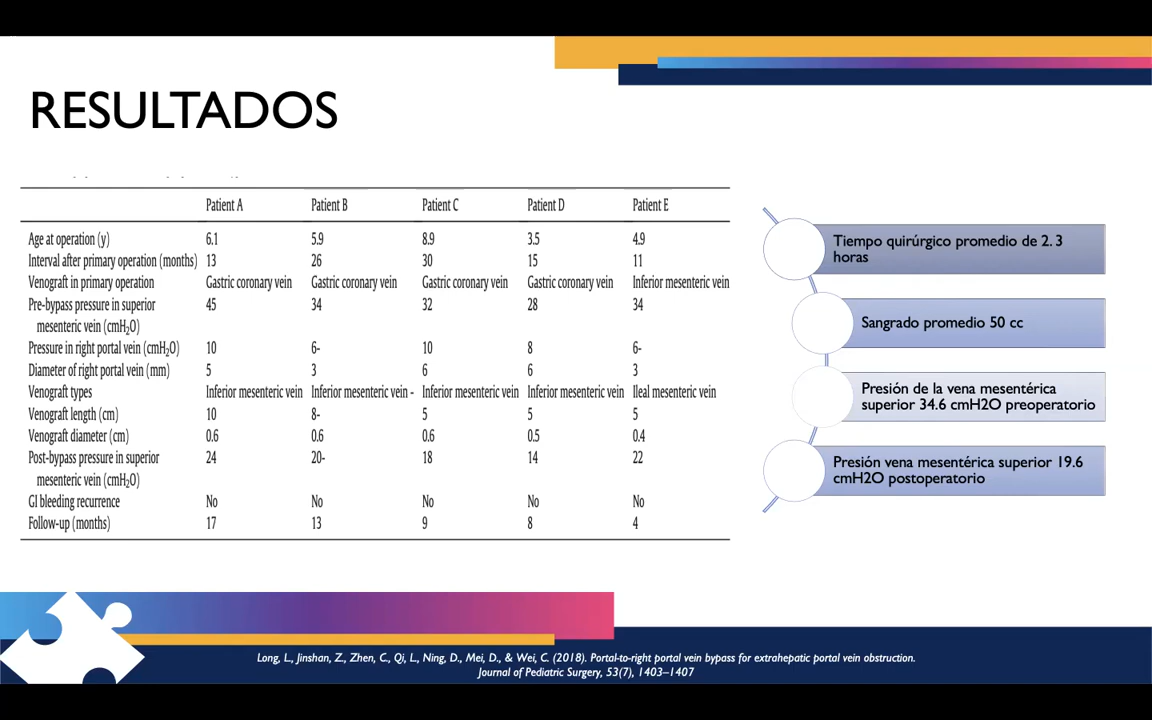 RESULTADOS
Patient A Patient B Patient C Patient D Patient E
Age at operation (y) 6.1 5.9 8.9 3.5 4.9
Interval after primary operation (months) 13 26 30 15 11
Venograft in primary operation Gastric coronary vein Gastric coronary vein Gastric coronary vein Gastric coronary vein Inferior mesenteric vein
Pre-bypass pressure in superior 45 34 32 28 34
mesenteric vein (cmH₂O)
Pressure in right portal vein (cmH₂O) 10 6- 10 8 6-
Diameter of right portal vein (mm) 5 3 6 6 3
Venograft types Inferior mesenteric vein Inferior mesenteric vein - Inferior mesenteric vein Inferior mesenteric vein Ileal mesenteric vein
Venograft length (cm) 10 8- 5 5 5
Venograft diameter (cm) 0.6 0.6 0.6 0.5 0.4
Post-bypass pressure in superior 24 20- 18 14 22
mesenteric vein (cmH₂O)
GI bleeding recurrence No No No No No
Follow-up (months) 17 13 9 8 4
Tiempo quirúrgico promedio de 2. 3
horas
Sangrado promedio 50 cc
Presión de la vena mesentérica
superior 34.6 cmH2O preoperatorio
Presión vena mesentérica superior 19.6
cmH2O postoperatorio
Long, L., Jinshan, Z., Zhen, C., Qi, L., Ning, D., Mei, D., & Wei, C. (2018). Portal-to-right portal vein bypass for extrahepatic portal vein obstruction.
Journal of Pediatric Surgery, 53(7), 1403–1407